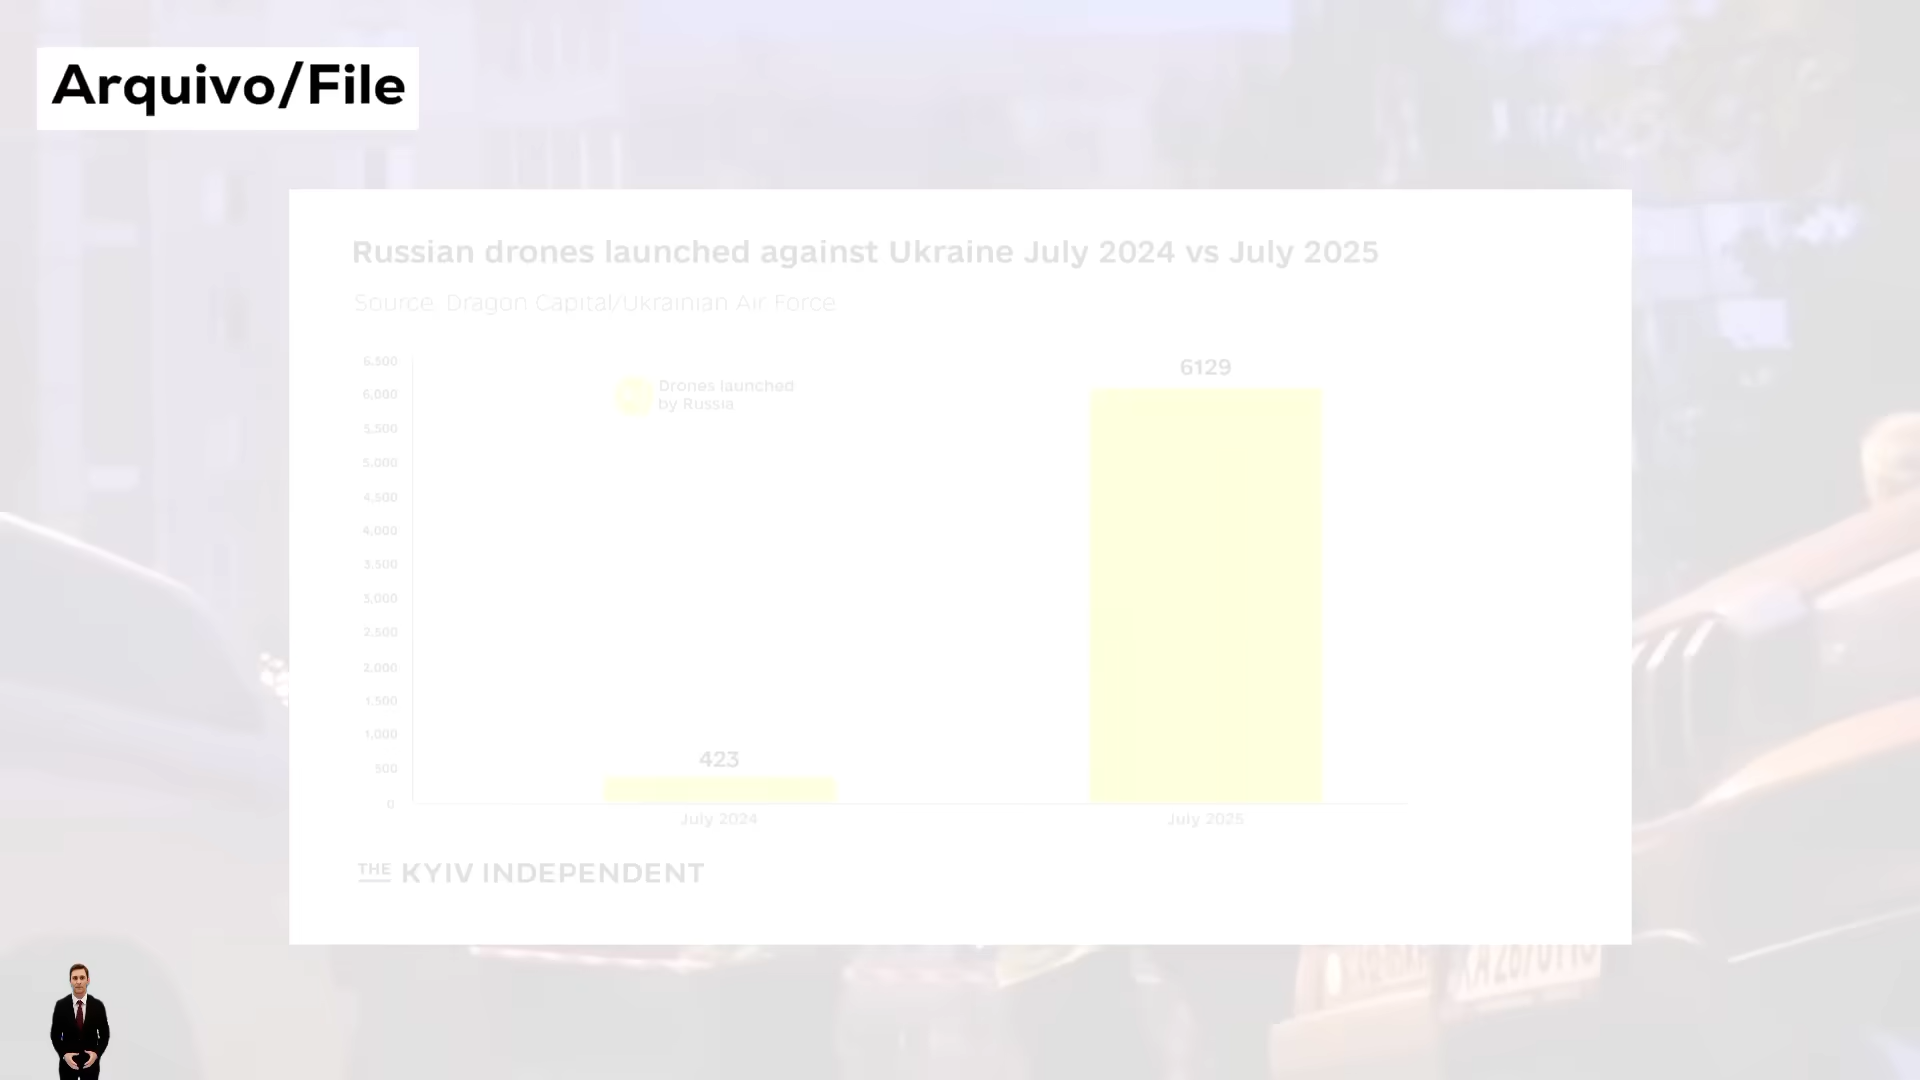 Arquivo/File
Russian drones launched against Ukraine July 2024 vs July 2025
Source: Dragon Capital/Ukrainian Air Force
6,500
6,000
5,500
5,000
4,500
4,000
3,500
3,000
2,500
2,000
1,500
1,000
500
0
Drones launched
by Russia
423
6129
July 2024
July 2025
THE KYIV INDEPENDENT